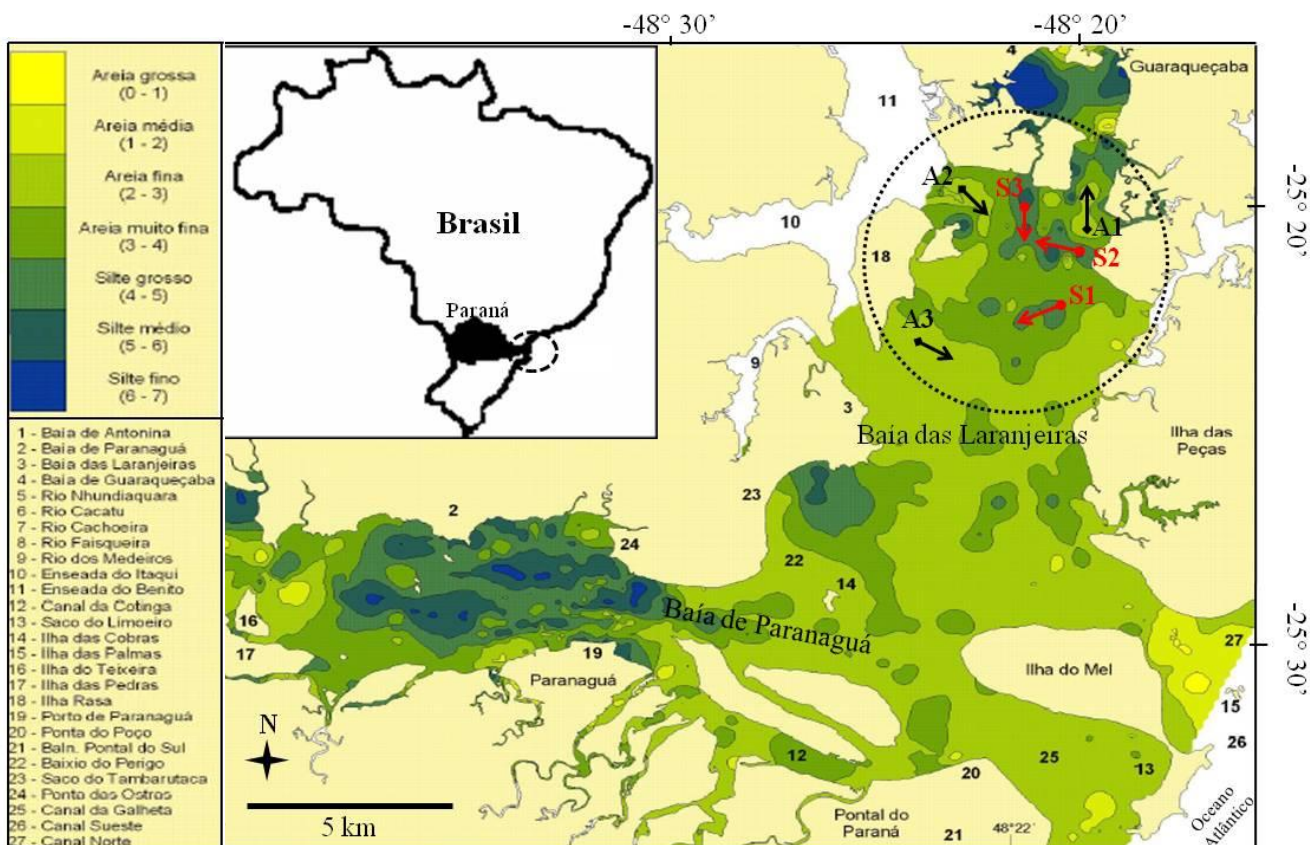 -48° 30'
-48° 20'
Areia grossa
(0 - 1)
Areia média
(1 - 2)
Areia fina
(2 - 3)
Areia muito fina
(3 - 4)
Silte grosso
(4 - 5)
Silte médio
(5 - 6)
Silte fino
(6 - 7)
1 - Baía de Antonina
2 - Baía de Paranaguá
3 - Baía das Laranjeiras
4 - Baía de Guaraqueçaba
5 - Rio Nhundiaquara
6 - Rio Cacatu
7 - Rio Cachoeira
8 - Rio Faisqueira
9 - Rio dos Medeiros
10 - Enseada do Itaqui
11 - Enseada do Benito
12 - Canal da Cotinga
13 - Saco do Limoeiro
14 - Ilha das Cobras
15 - Ilha das Palmas
16 - Ilha do Teixeira
17 - Ilha das Pedras
18 - Ilha Rasa
19 - Porto de Paranaguá
20 - Ponta do Poço
21 - Baln. Pontal do Sul
22 - Baixio do Perigo
23 - Saco do Tambarutaca
24 - Ponta das Ostras
25 - Canal da Galheta
26 - Canal Sueste
27 - Canal Norte
Brasil
Paraná
4
Guaraqueçaba
11
A2
S3
A1
10
18
S2
S1
A3
9
3
Baía das Laranjeiras
Ilha das
Peças
23
2
24
22
14
Baía de Paranaguá
16
17
19
Paranaguá
Ilha do Mel
27
15
26
N
12
25
13
20
5 km
Pontal do
Paraná
21
48° 22'
Oceano
Atlântico
-25° 20
-25° 30